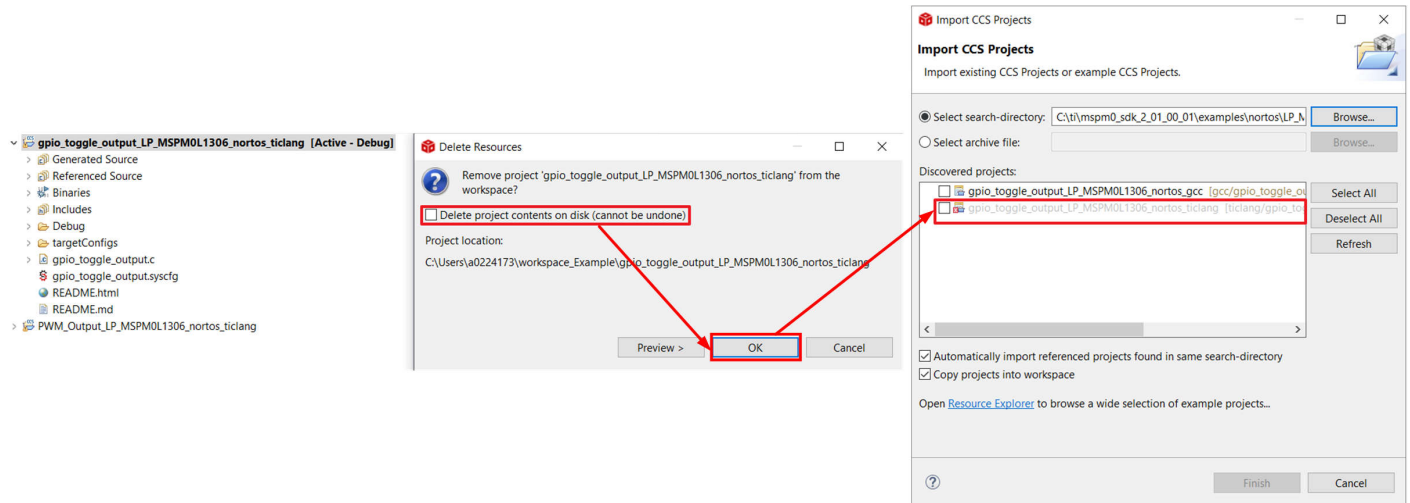 gpio_toggle_output_LP_MSPM0L1306_nortos_ticlang [Active - Debug]
Generated Source
Referenced Source
Binaries
Includes
Debug
targetConfigs
gpio_toggle_output.c
gpio_toggle_output.syscfg
README.html
README.md
PWM_Output_LP_MSPM0L1306_nortos_ticlang
Delete Resources
Remove project 'gpio_toggle_output_LP_MSPM0L1306_nortos_ticlang' from the
workspace?
Delete project contents on disk (cannot be undone)
Project location:
C:\Users\a0224173\workspace_Example\gpio_toggle_output_LP_MSPM0L1306_nortos_ticlang
Preview >
OK
Cancel
Import CCS Projects
Import CCS Projects
Import existing CCS Projects or example CCS Projects.
Select search-directory: C:\ti\mspm0_sdk_2_01_00_01\examples\nortos\LP_M Browse...
Select archive file: Browse...
Discovered projects:
gpio_toggle_output_LP_MSPM0L1306_nortos_gcc [gcc/gpio_toggle_ou Select All
gpio_toggle_output_LP_MSPM0L1306_nortos_ticlang [ticlang/gpio_to Deselect All
Refresh
Automatically import referenced projects found in same search-directory
Copy projects into workspace
Open Resource Explorer to browse a wide selection of example projects...
Finish
Cancel